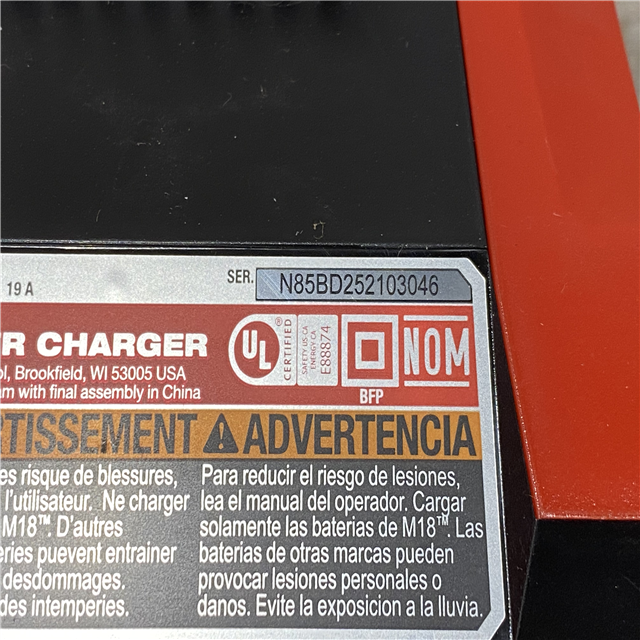 19 A
SER. N85BD252103046
R CHARGER
UL
®
CERTIFIED
SAFETY US-CA
ENERGY CA
E88874
BFP
NOM
ol, Brookfield, WI 53005 USA
am with final assembly in China
RTISSEMENT
ADVERTENCIA
es risque de blessures,
l'utilisateur. Ne charger
M18™. D'autres
eries puevent entrainer
desdommages.
des intemperies.
Para reducir el riesgo de lesiones,
lea el manual del operador. Cargar
solamente las baterias de M18™. Las
baterias de otras marcas pueden
provocar lesiones personales o
danos. Evite la exposicion a la lluvia.